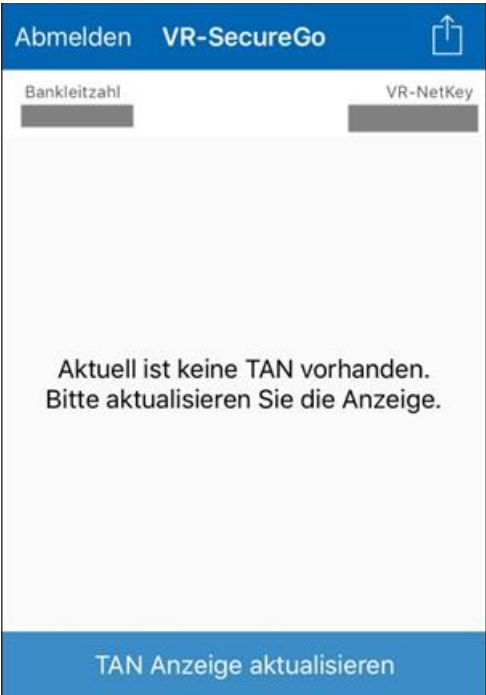 Abmelden VR-SecureGo
Bankleitzahl VR-NetKey
Aktuell ist keine TAN vorhanden.
Bitte aktualisieren Sie die Anzeige.
TAN Anzeige aktualisieren